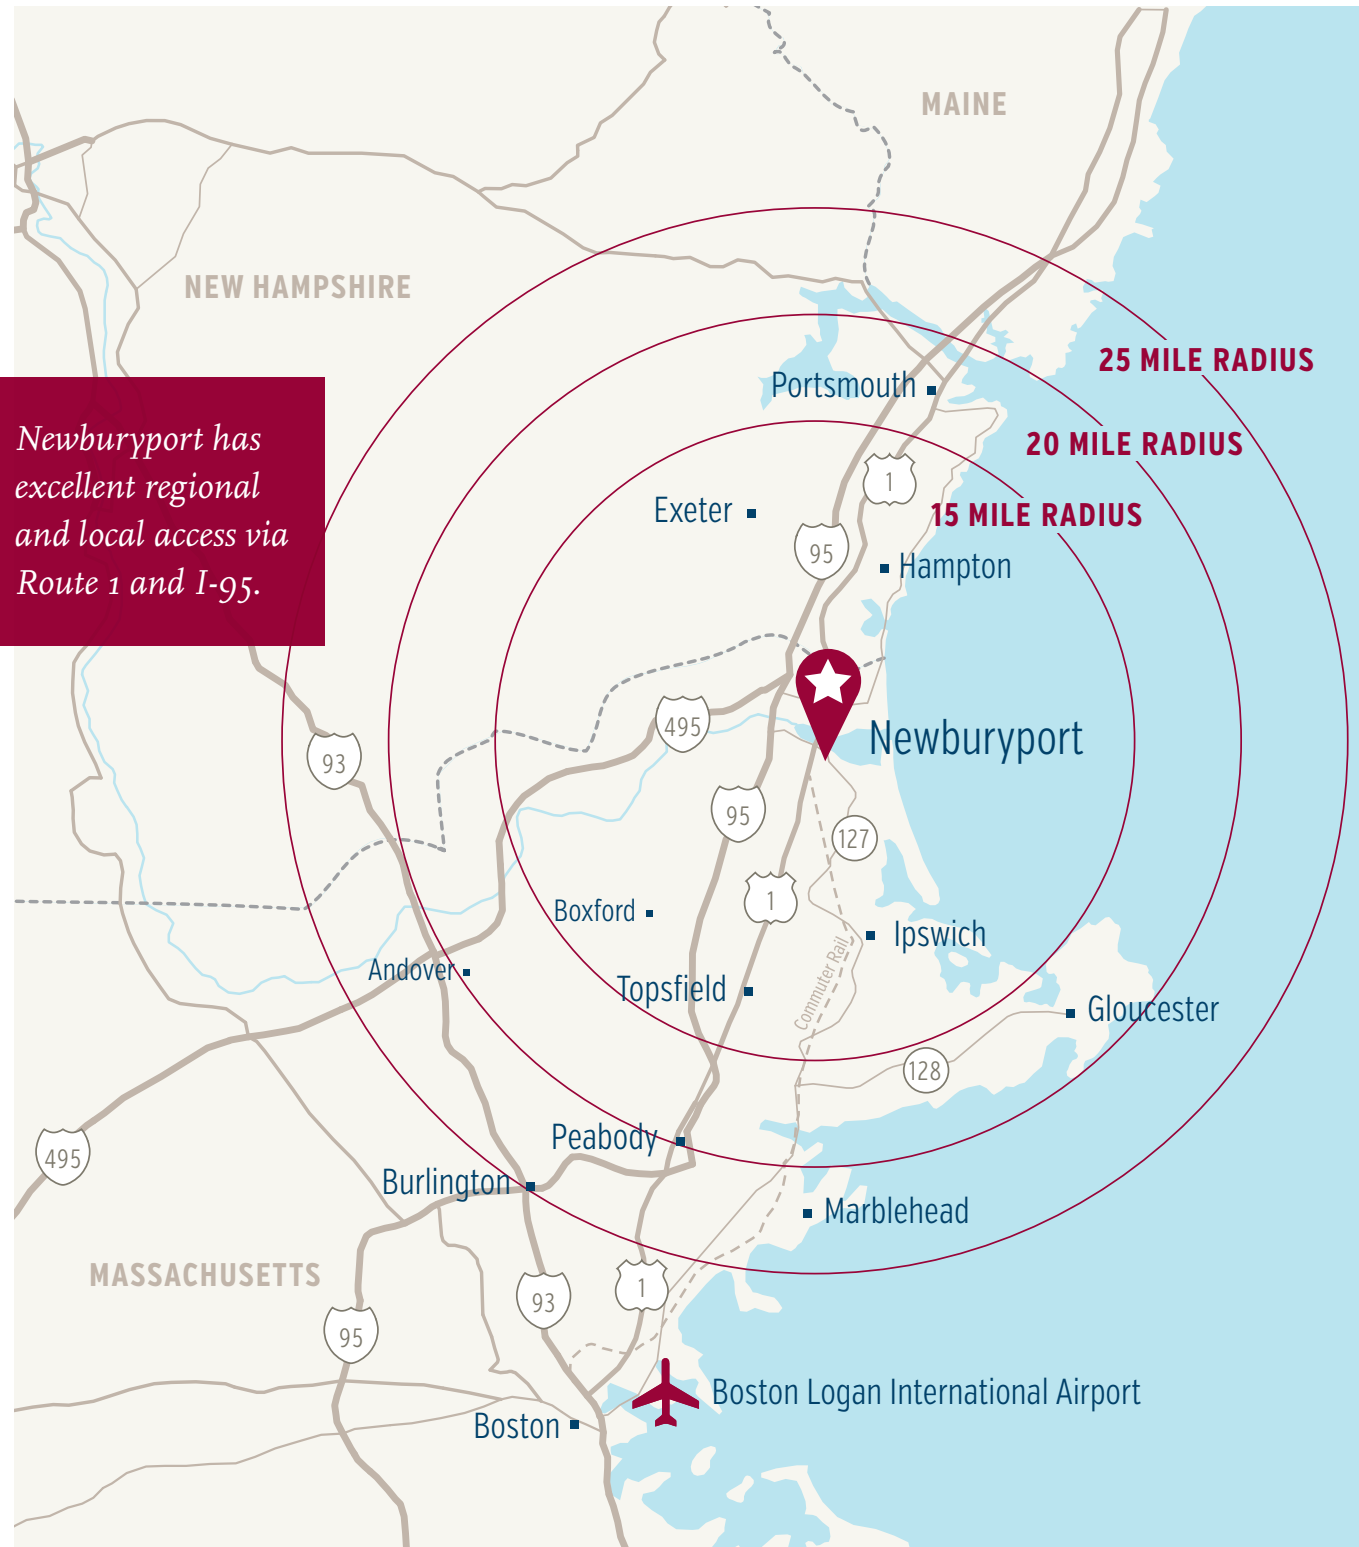 MAINE
NEW HAMPSHIRE
25 MILE RADIUS
Portsmouth
20 MILE RADIUS
Newburyport has
excellent regional
and local access via
Route 1 and I-95.
1
Exeter
15 MILE RADIUS
95
Hampton
495
Newburyport
93
95
127
1
Boxford
Ipswich
Andover
Commuter Rail
Topsfield
Gloucester
128
Peabody
495
Burlington
Marblehead
MASSACHUSETTS
1
93
95
Boston Logan International Airport
Boston